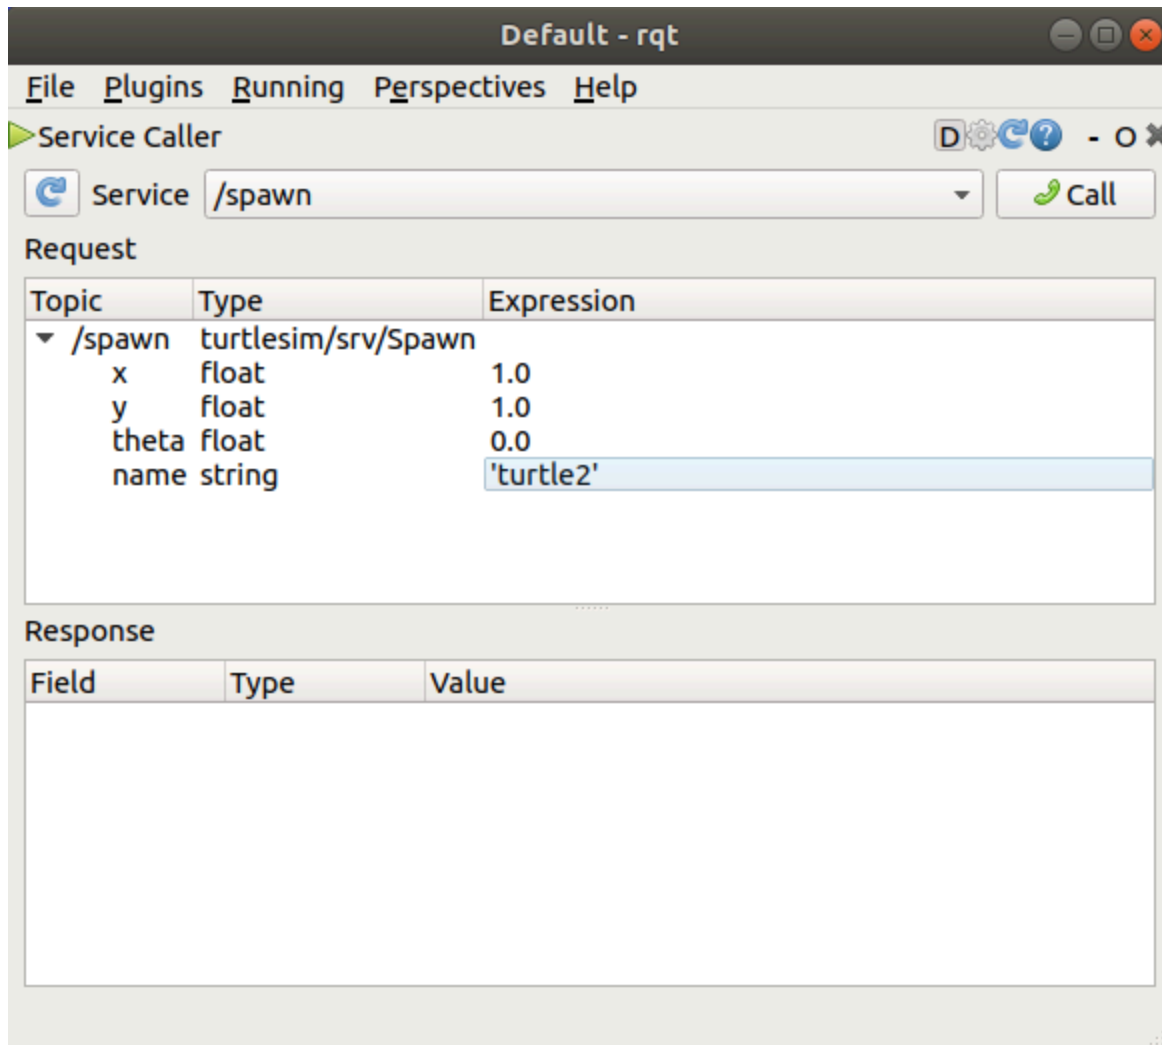 Default - rqt
File Plugins Running Perspectives Help
Service Caller D ? - O
Service /spawn Call
Request
Topic Type Expression
/spawn turtlesim/srv/Spawn
x float 1.0
y float 1.0
theta float 0.0
name string 'turtle2'
Response
Field Type Value